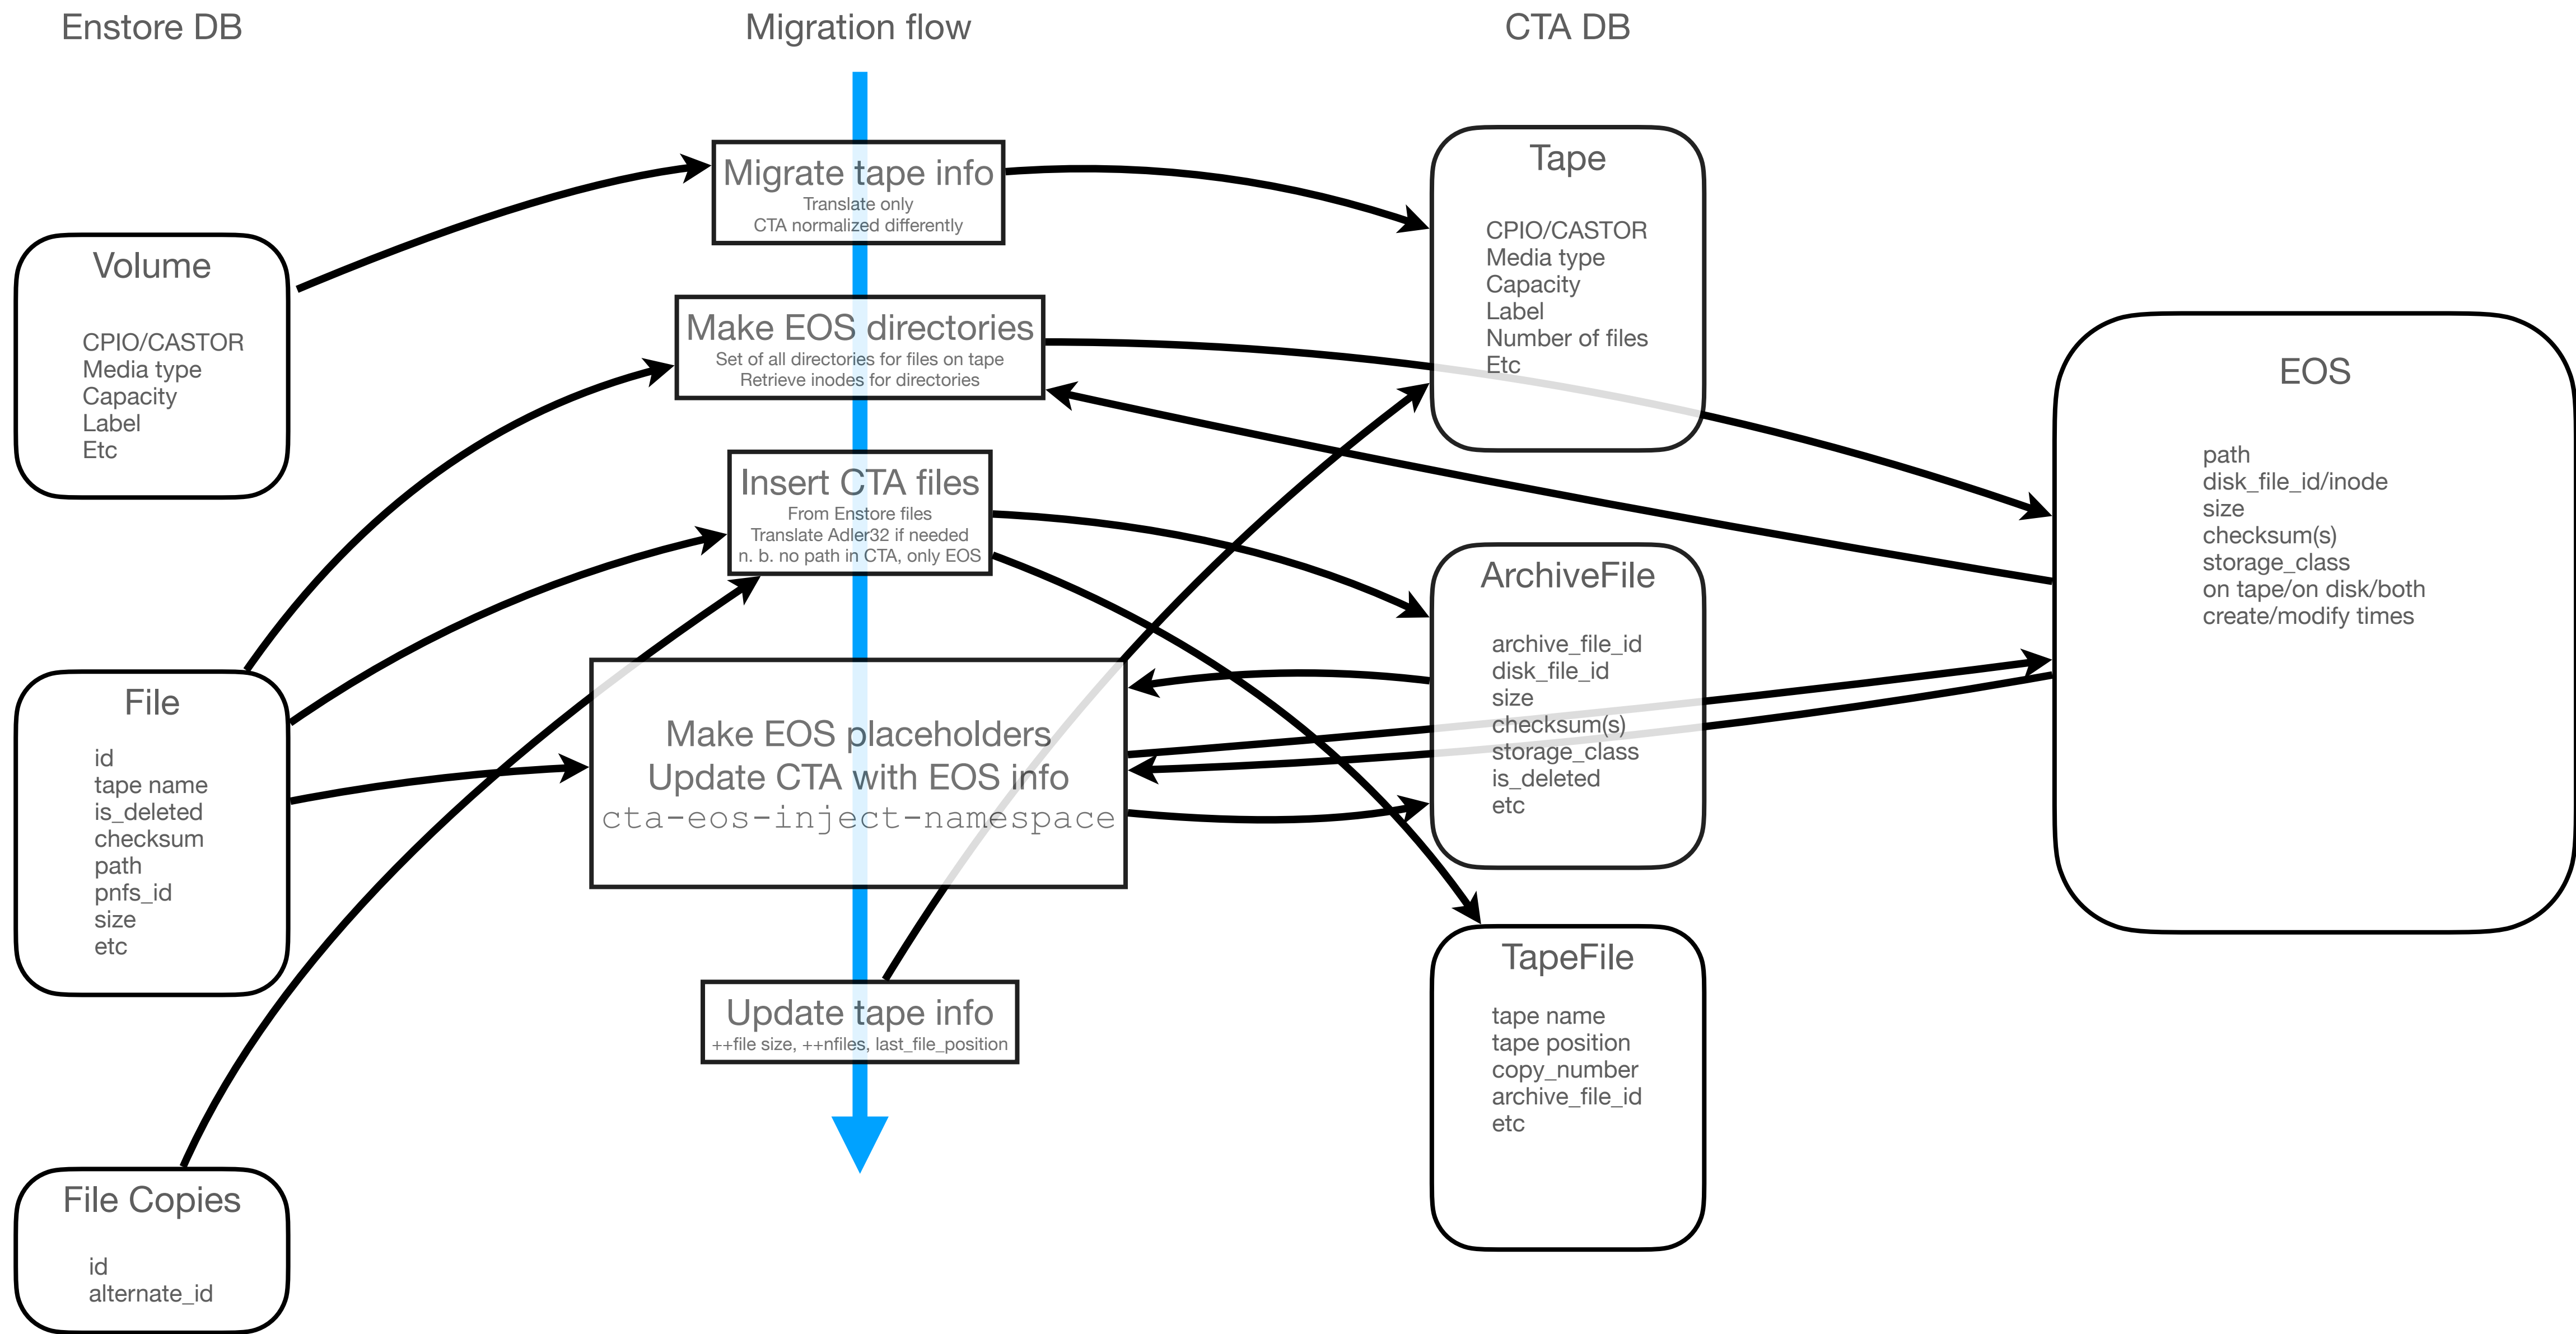 Enstore DB
Migration flow
CTA DB
Volume
CPIO/CASTOR
Media type
Capacity
Label
Etc
File
id
tape name
is_deleted
checksum
path
pnfs_id
size
etc
File Copies
id
alternate_id
Migrate tape info
Translate only
CTA normalized differently
Make EOS directories
Set of all directories for files on tape
Retrieve inodes for directories
Insert CTA files
From Enstore files
Translate Adler32 if needed
n. b. no path in CTA, only EOS
Make EOS placeholders
Update CTA with EOS info
cta-eos-inject-namespace
Update tape info
++file size, ++nfiles, last_file_position
Tape
CPIO/CASTOR
Media type
Capacity
Label
Number of files
Etc
ArchiveFile
archive_file_id
disk_file_id
size
checksum(s)
storage_class
is_deleted
etc
TapeFile
tape name
tape position
copy_number
archive_file_id
etc
EOS
path
disk_file_id/inode
size
checksum(s)
storage_class
on tape/on disk/both
create/modify times